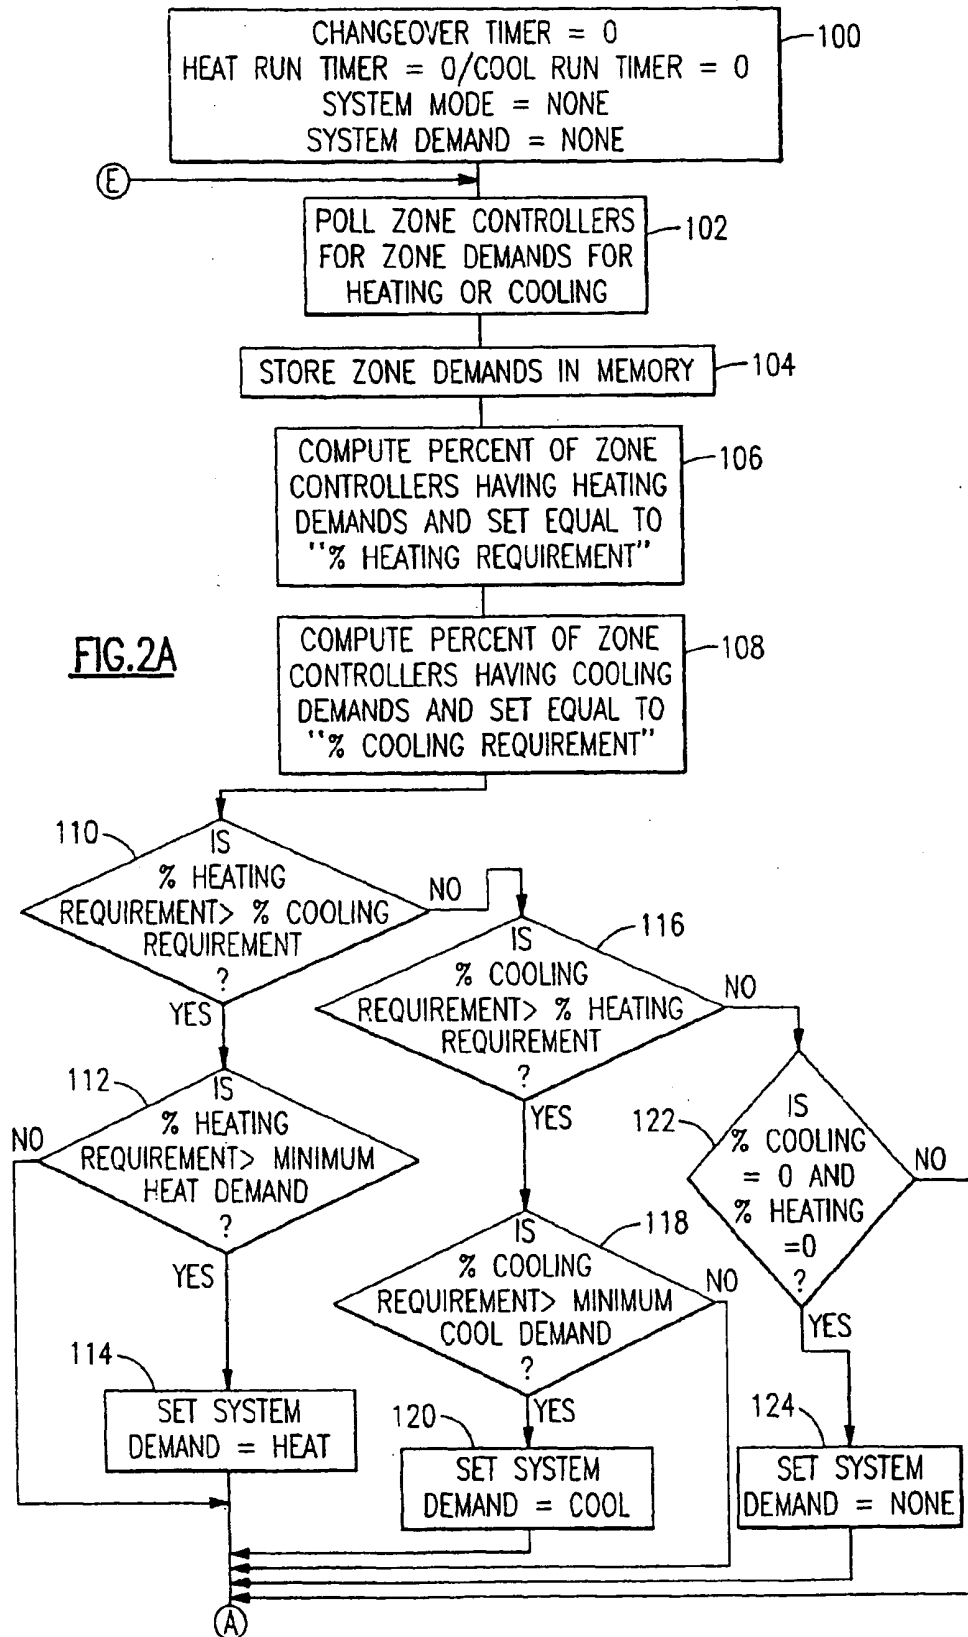 CHANGEOVER TIMER = 0
HEAT RUN TIMER = 0/COOL RUN TIMER = 0
SYSTEM MODE = NONE
SYSTEM DEMAND = NONE
100
E
POLL ZONE CONTROLLERS
FOR ZONE DEMANDS FOR
HEATING OR COOLING
102
STORE ZONE DEMANDS IN MEMORY
104
COMPUTE PERCENT OF ZONE
CONTROLLERS HAVING HEATING
DEMANDS AND SET EQUAL TO
"% HEATING REQUIREMENT"
106
FIG.2A
COMPUTE PERCENT OF ZONE
CONTROLLERS HAVING COOLING
DEMANDS AND SET EQUAL TO
"% COOLING REQUIREMENT"
108
110
IS
% HEATING
REQUIREMENT> % COOLING
REQUIREMENT
?
NO
YES
116
IS
% COOLING
REQUIREMENT> % HEATING
REQUIREMENT
?
NO
YES
112
IS
% HEATING
REQUIREMENT> MINIMUM
HEAT DEMAND
?
NO
YES
122
IS
% COOLING
= 0 AND
% HEATING
=0
?
NO
YES
118
IS
% COOLING
REQUIREMENT> MINIMUM
COOL DEMAND
?
NO
YES
114
SET SYSTEM
DEMAND = HEAT
120
SET SYSTEM
DEMAND = COOL
124
SET SYSTEM
DEMAND = NONE
A